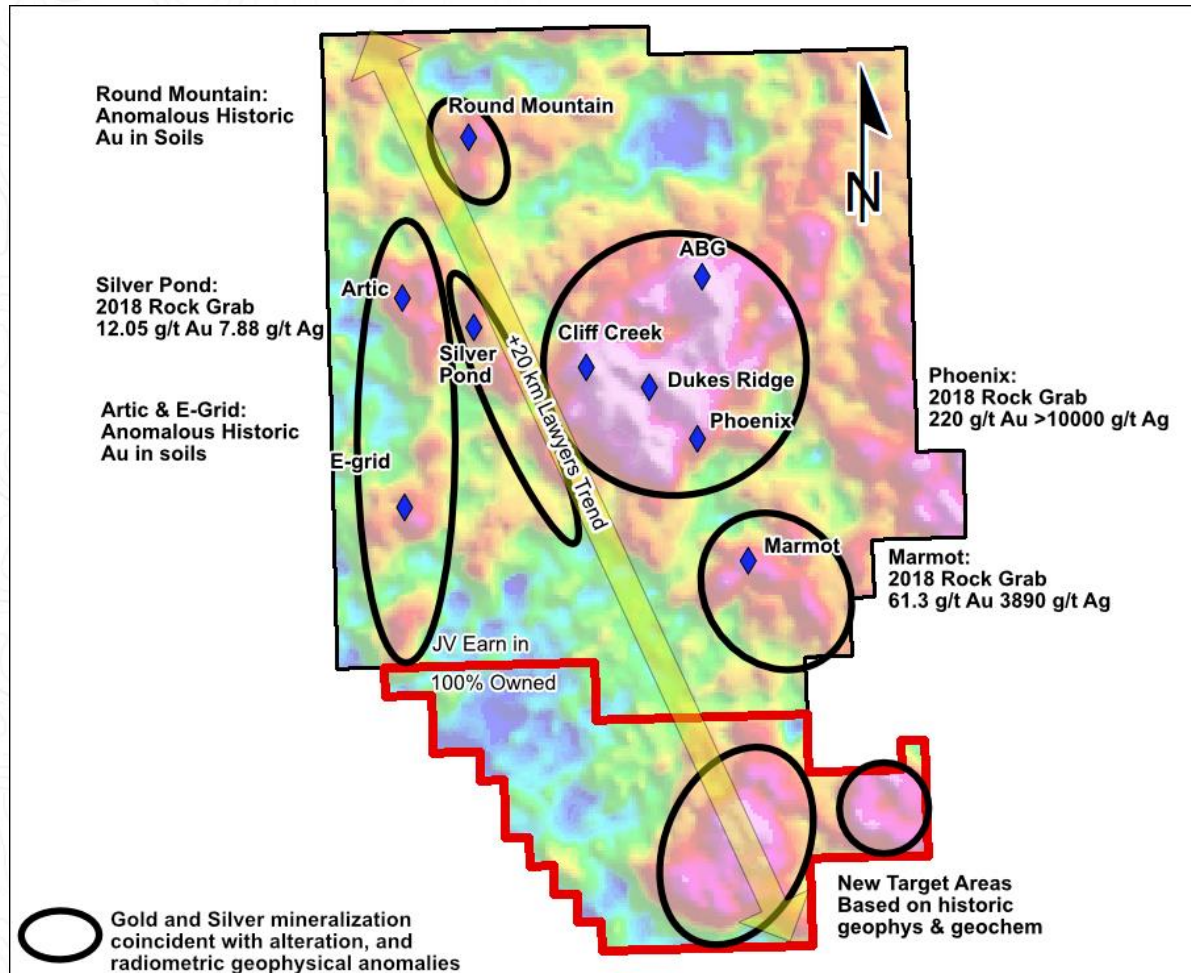 Round Mountain:
Anomalous Historic
Au in Soils
Round Mountain
N
Silver Pond:
2018 Rock Grab
12.05 g/t Au 7.88 g/t Ag
Artic
Silver
Pond
ABG
Cliff Creek
Dukes Ridge
Phoenix
+20 km Lawyers Trend
Phoenix:
2018 Rock Grab
220 g/t Au >10000 g/t Ag
Artic & E-Grid:
Anomalous Historic
Au in soils
E-grid
Marmot
Marmot:
2018 Rock Grab
61.3 g/t Au 3890 g/t Ag
JV Earn in
100% Owned
New Target Areas
Based on historic
geophys & geochem
Gold and Silver mineralization
coincident with alteration, and
radiometric geophysical anomalies